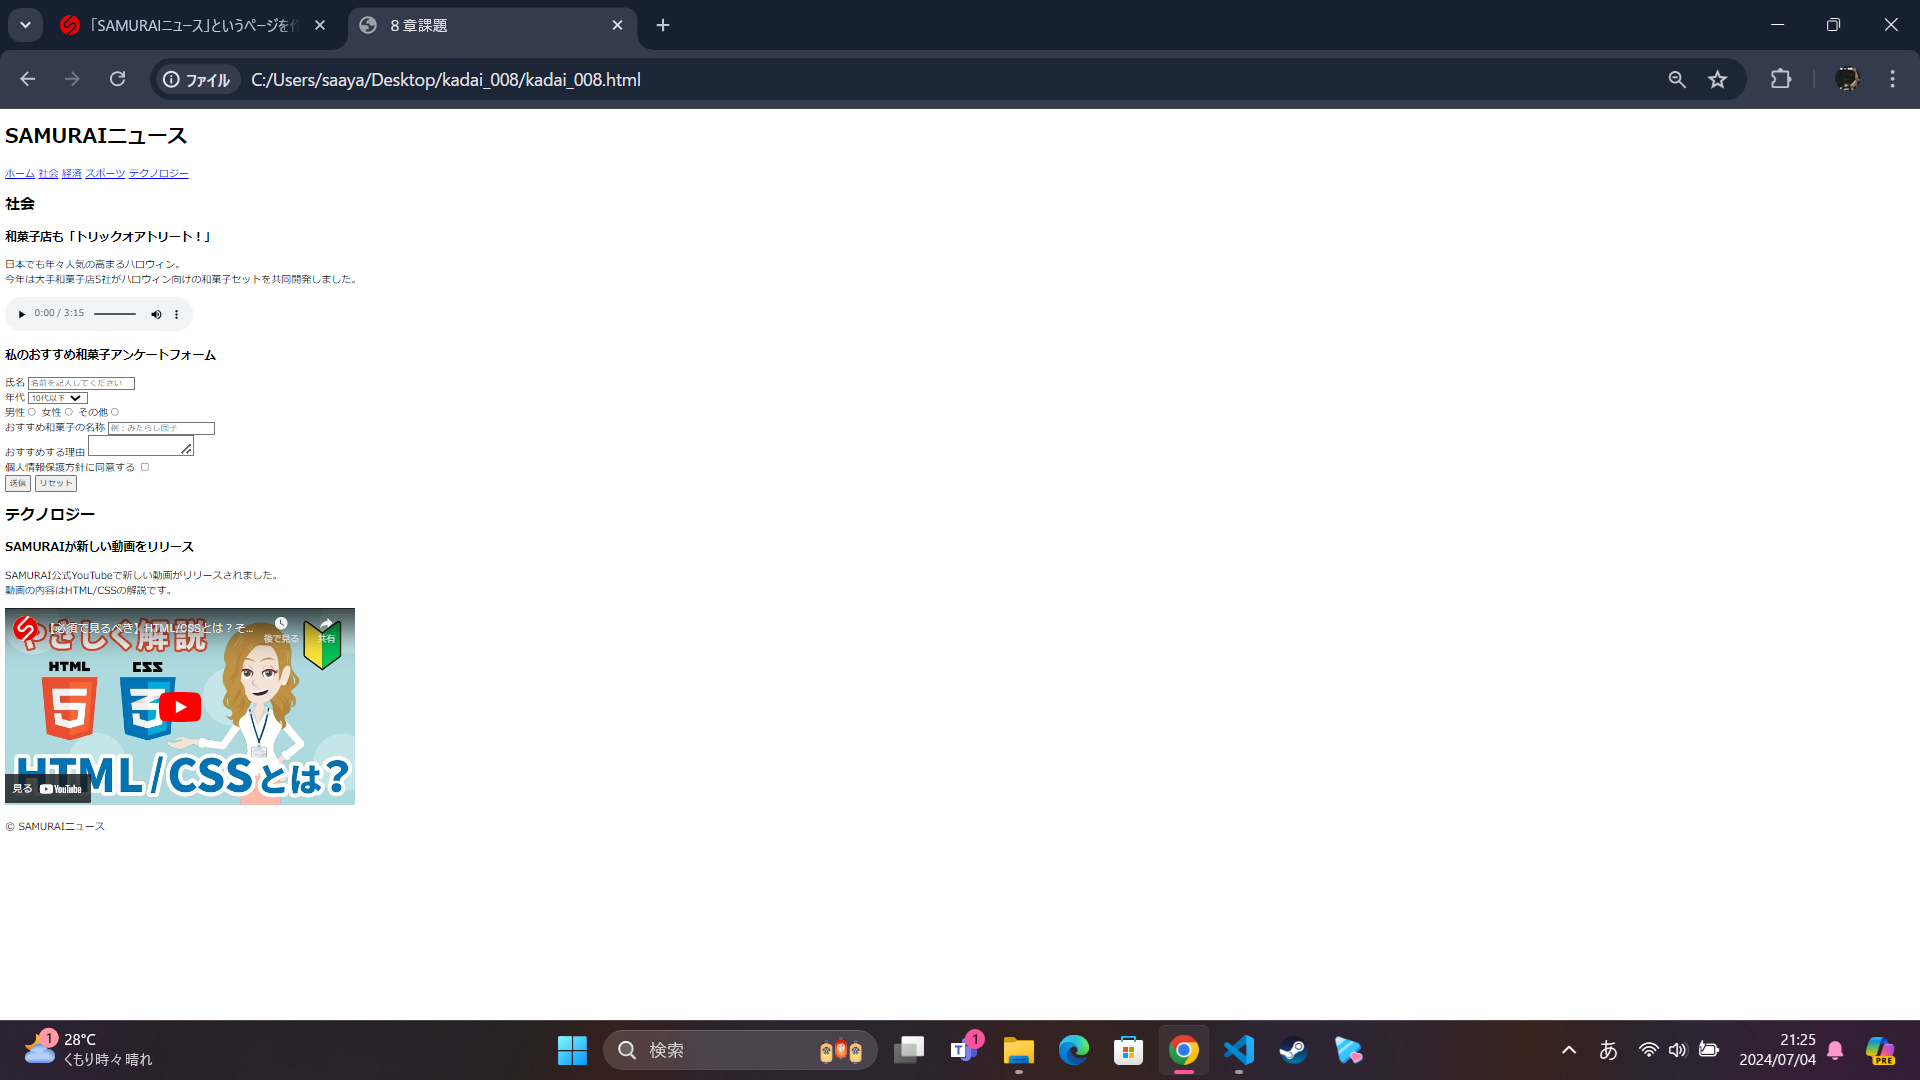 「SAMURAIニュース」というページを作
8章課題
ファイル C:/Users/saaya/Desktop/kadai_008/kadai_008.html
SAMURAIニュース
ホーム 社会 経済 スポーツ テクノロジー
社会
和菓子店も「トリックオアトリート！」
日本でも年々人気の高まるハロウィン。
今年は大手和菓子店5社がハロウィン向けの和菓子セットを共同開発しました。
0:00 / 3:15
私のおすすめ和菓子アンケートフォーム
氏名 名前を記入してください
年代 10代以下
男性 女性 その他
おすすめ和菓子の名称 例：みたらし団子
おすすめする理由
個人情報保護方針に同意する
送信 リセット
テクノロジー
SAMURAIが新しい動画をリリース
SAMURAI公式YouTubeで新しい動画がリリースされました。
動画の内容はHTML/CSSの解説です。
【必須で見るべき】HTML/CSSとは？そ...
後で見る 共有
やさしく解説
HTML CSS
5 3
HTML/CSSとは？
見る YouTube
© SAMURAIニュース
1 28°C
くもり時々晴れ
検索
T 1
あ
21:25
2024/07/04
PRE